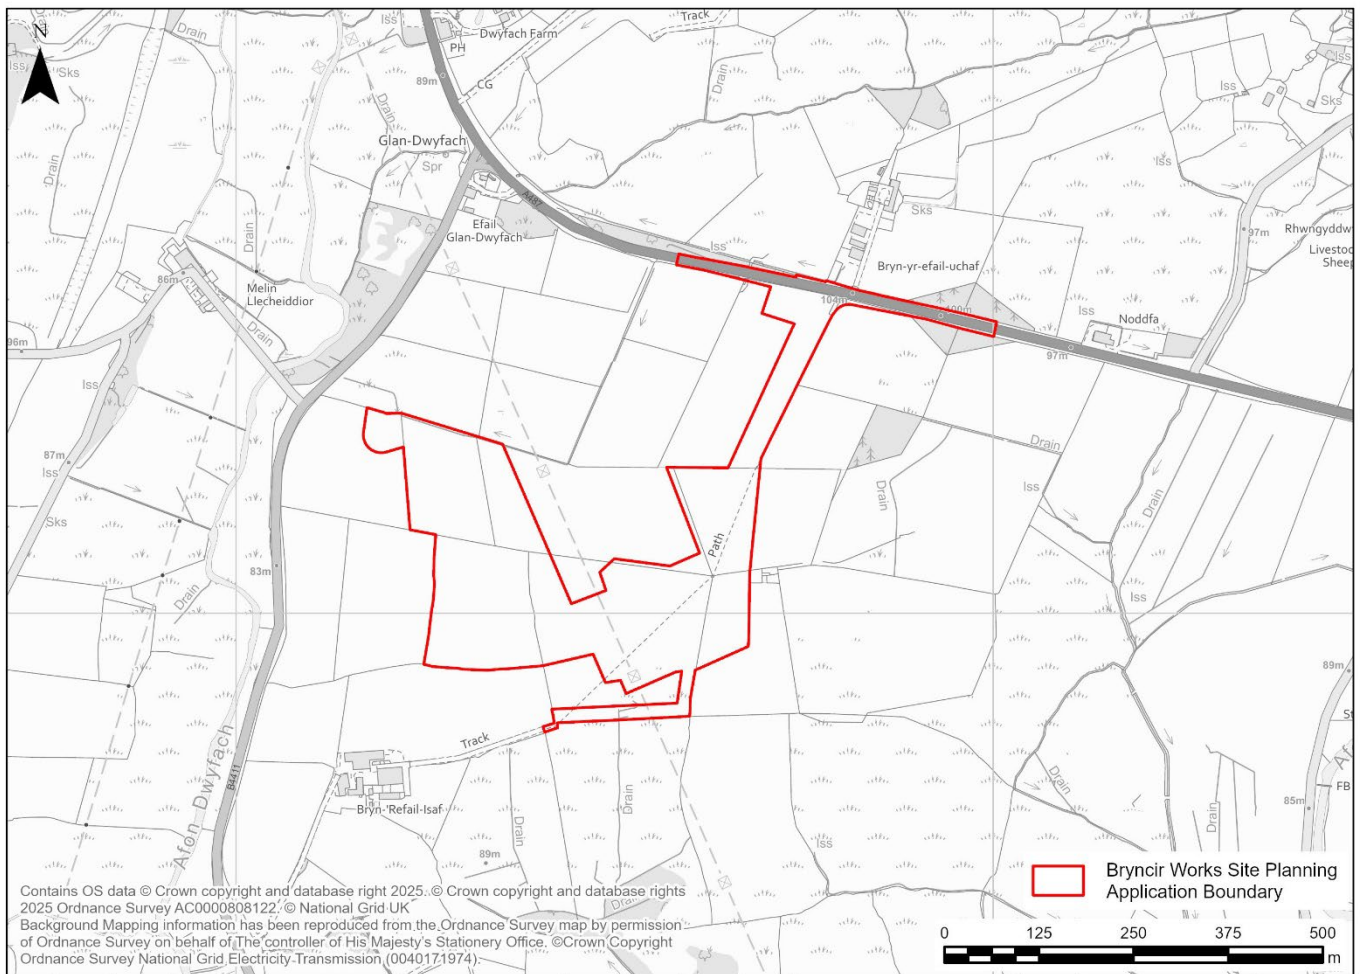 N
Drain
Iss
Track
Dwyfach Farm
PH
Iss
Sks
89m
CG
Drain
Drain
Iss
Iss
Sks
Glan-Dwyfach
Spr
Drain
Drain
A487
Efail
Glan-Dwyfach
Iss
Sks
Iss
97m
Rhwngyddw
Livestoc
Sheep
Bryn-yr-efail-uchaf
86m
Melin
Llecheiddior
Drain
104m
100m
Iss
Noddfa
97m
96m
Iss
87m
Iss
Drain
Iss
Iss
Drain
Drain
Sks
Path
83m
Drain
Iss
Iss
89m
Track
Afon Dwyfach
B4411
Bryn-'Refail-Isaf
Drain
Drain
Drain
St
FB
85m
Drain
Iss
89m
Contains OS data © Crown copyright and database right 2025. © Crown copyright and database rights
2025 Ordnance Survey AC0000808122. © National Grid UK
Background Mapping information has been reproduced from the Ordnance Survey map by permission
of Ordnance Survey on behalf of The controller of His Majesty's Stationery Office. ©Crown Copyright
Ordnance Survey National Grid Electricity Transmission (0040171974).
Bryncir Works Site Planning
Application Boundary
0 125 250 375 500
m